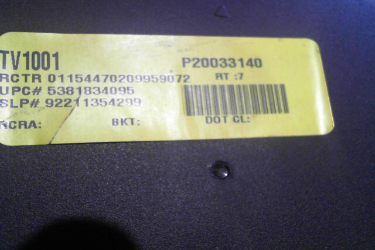 TV1001 P20033140
RCTR 01154470209959072 RT :7
UPC# 5381834095
SLP# 92211354299
RCRA: BKT: DOT CL: